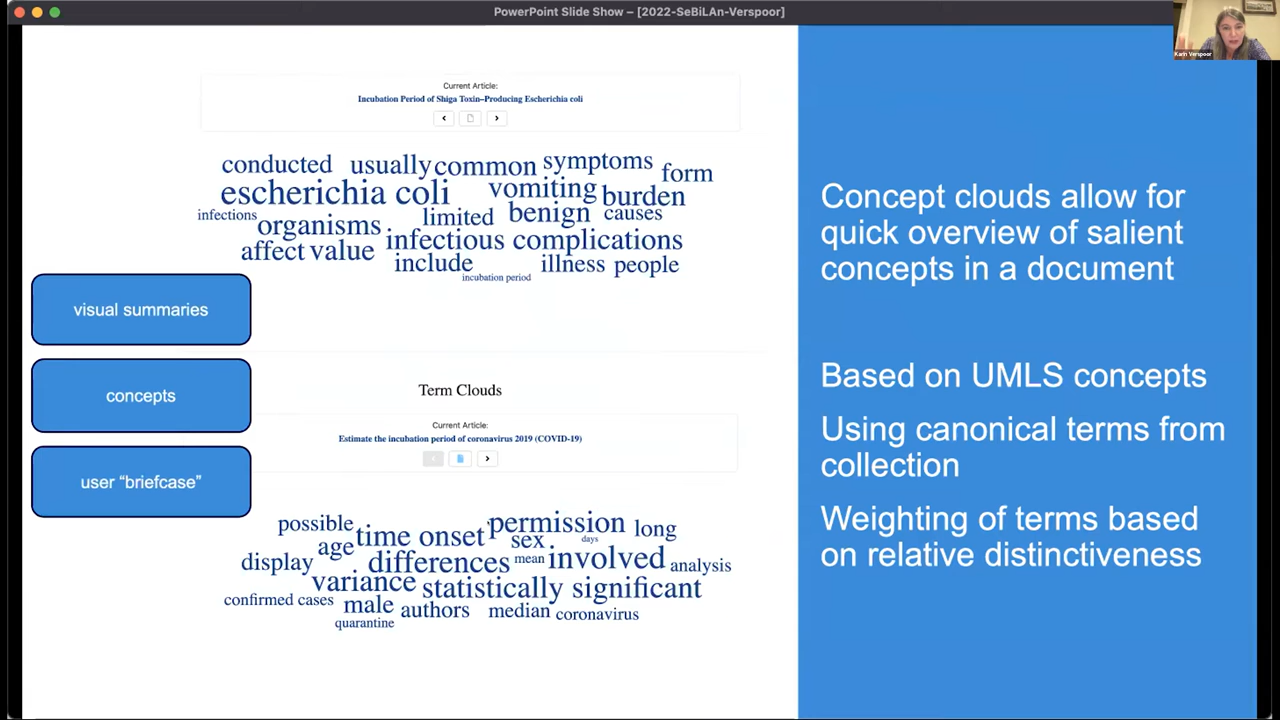 PowerPoint Slide Show – [2022-SeBiLAn-Verspoor]
Karin Verspoor
Current Article:
Incubation Period of Shiga Toxin–Producing Escherichia coli
conducted usually common symptoms form
escherichia coli vomiting burden
infections organisms limited benign causes
affect value infectious complications
include illness people
incubation period
visual summaries
concepts
user “briefcase”
Term Clouds
Current Article:
Estimate the incubation period of coronavirus 2019 (COVID-19)
possible time onset permission long
age sex days
display differences mean involved analysis
variance statistically significant
confirmed cases male authors median coronavirus
quarantine
Concept clouds allow for
quick overview of salient
concepts in a document
Based on UMLS concepts
Using canonical terms from
collection
Weighting of terms based
on relative distinctiveness